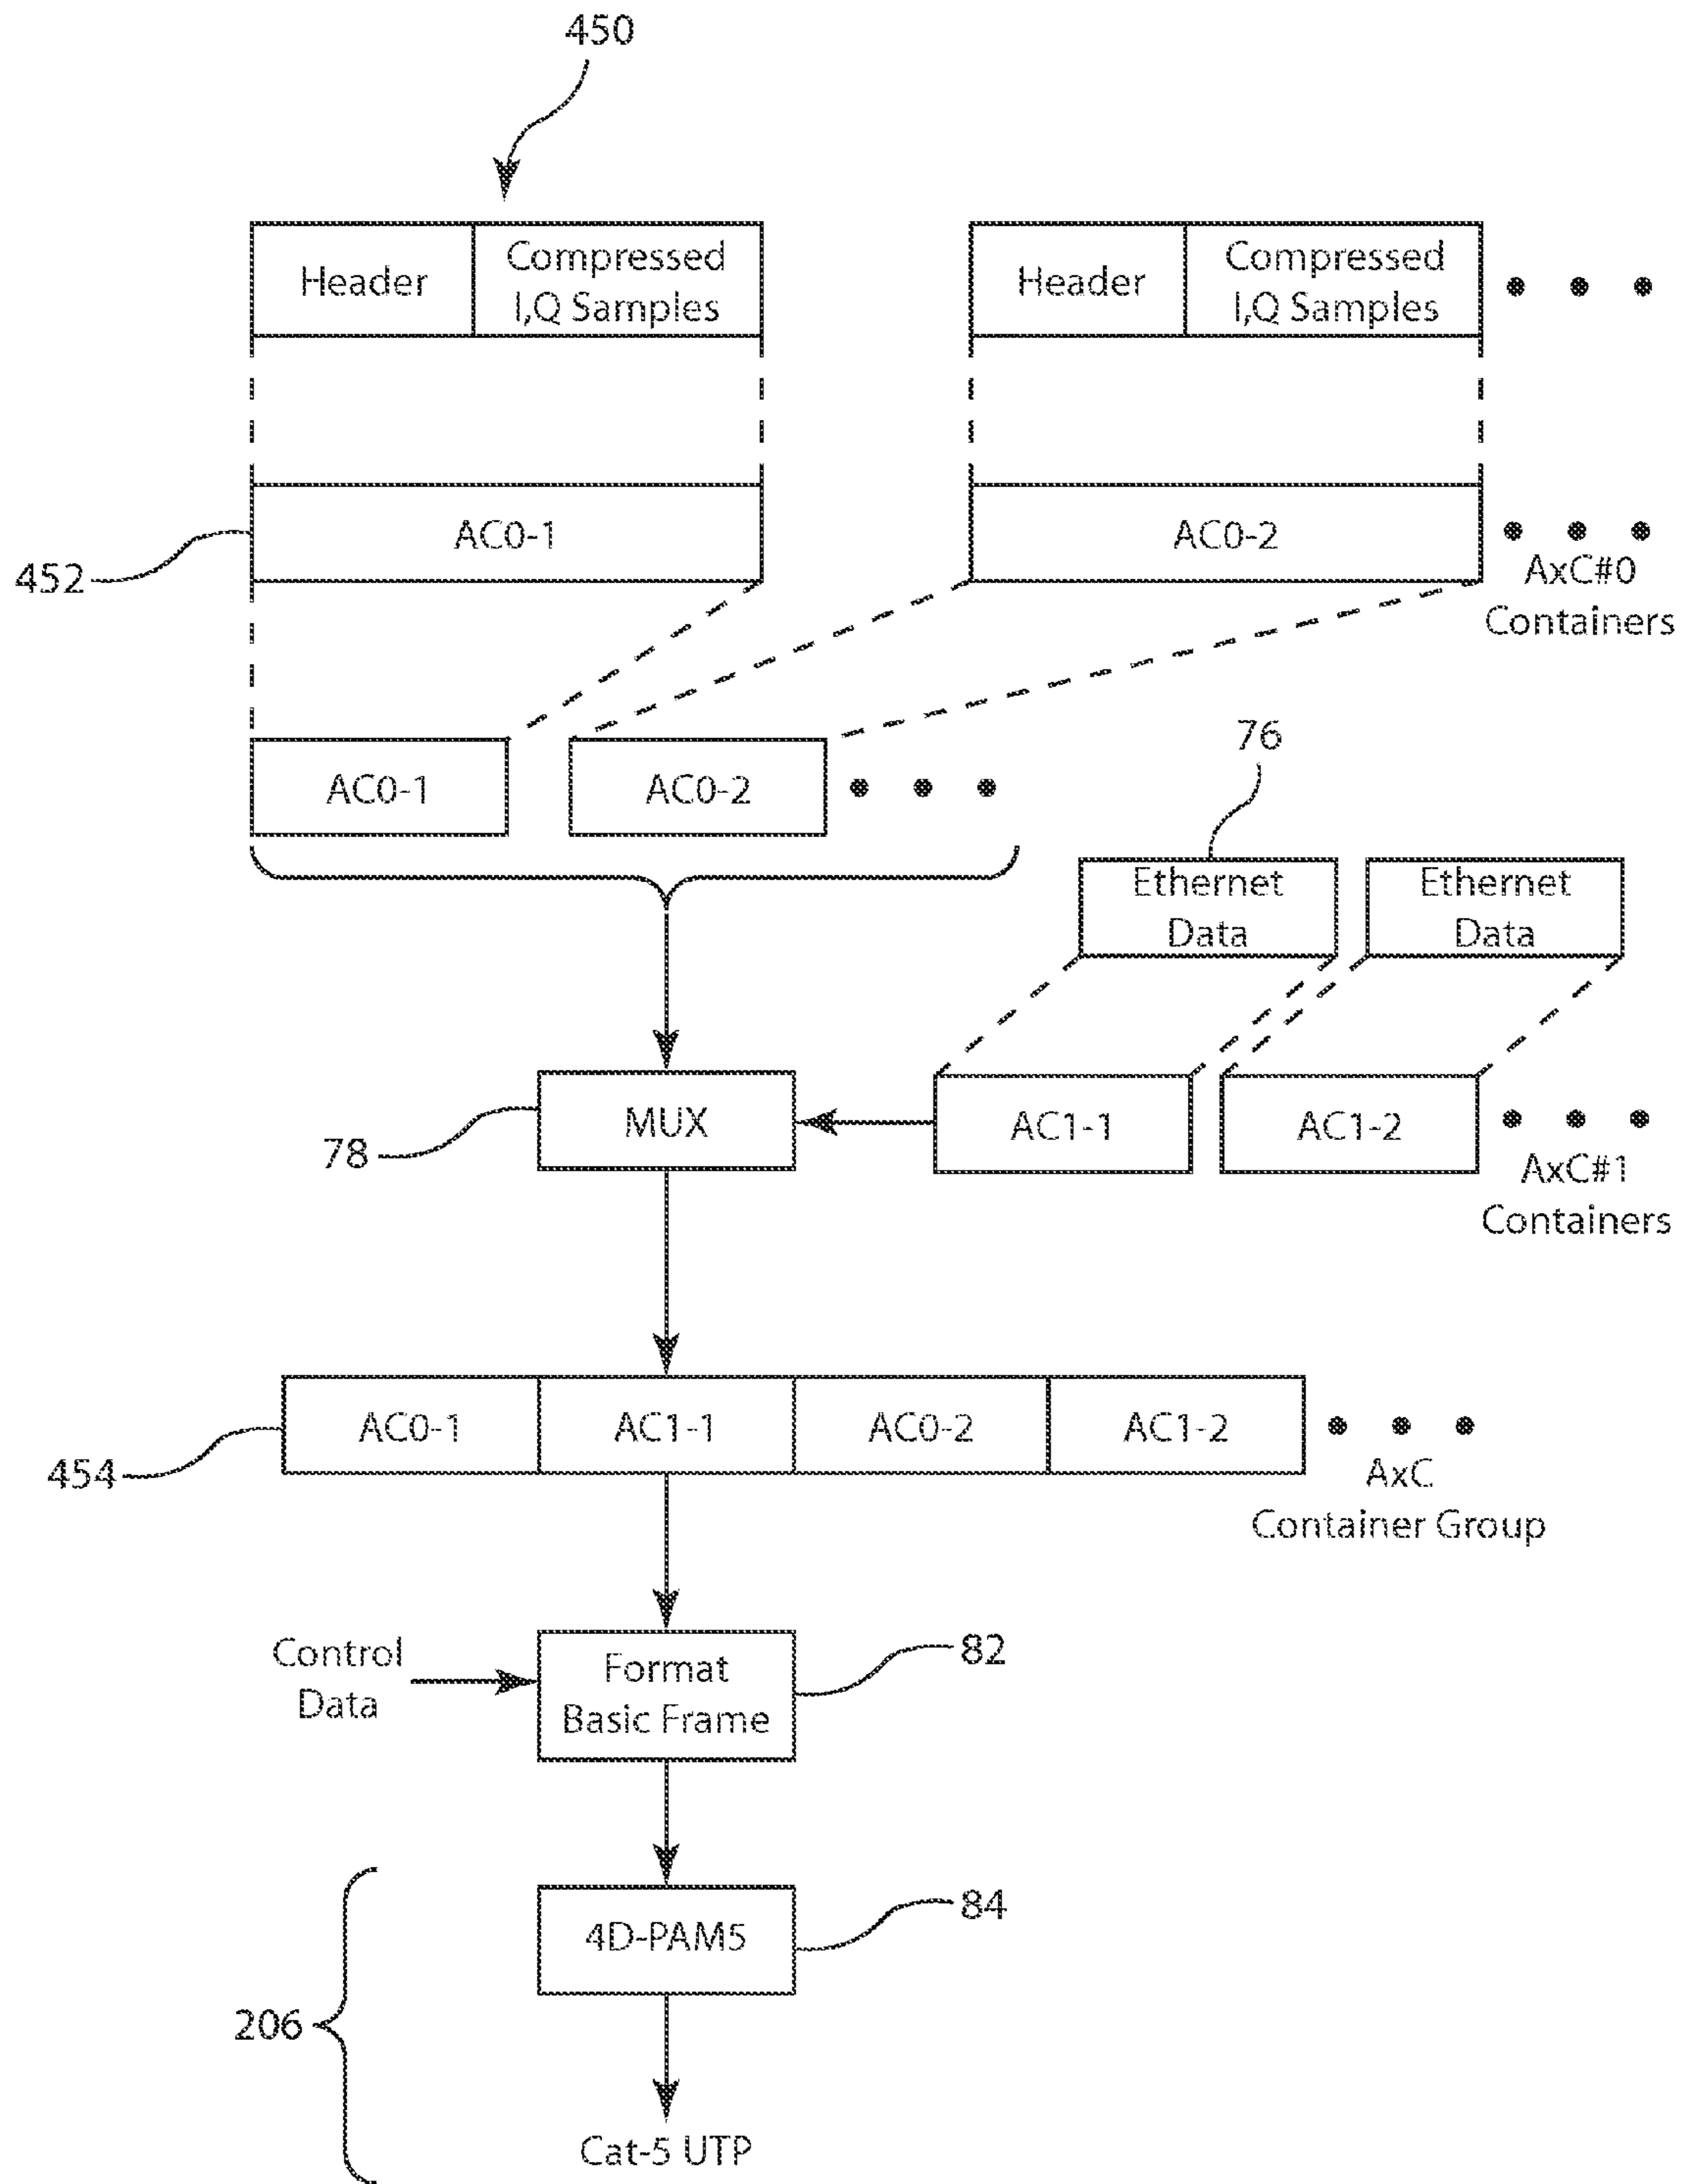 450
Header
Compressed
I,Q Samples
Header
Compressed
I,Q Samples
452
AC0-1
AC0-2
AxC#0
Containers
AC0-1
AC0-2
76
Ethernet
Data
Ethernet
Data
78
MUX
AC1-1
AC1-2
AxC#1
Containers
454
AC0-1
AC1-1
AC0-2
AC1-2
AxC
Container Group
Control
Data
Format
Basic Frame
82
4D-PAM5
84
206
Cat-5 UTP